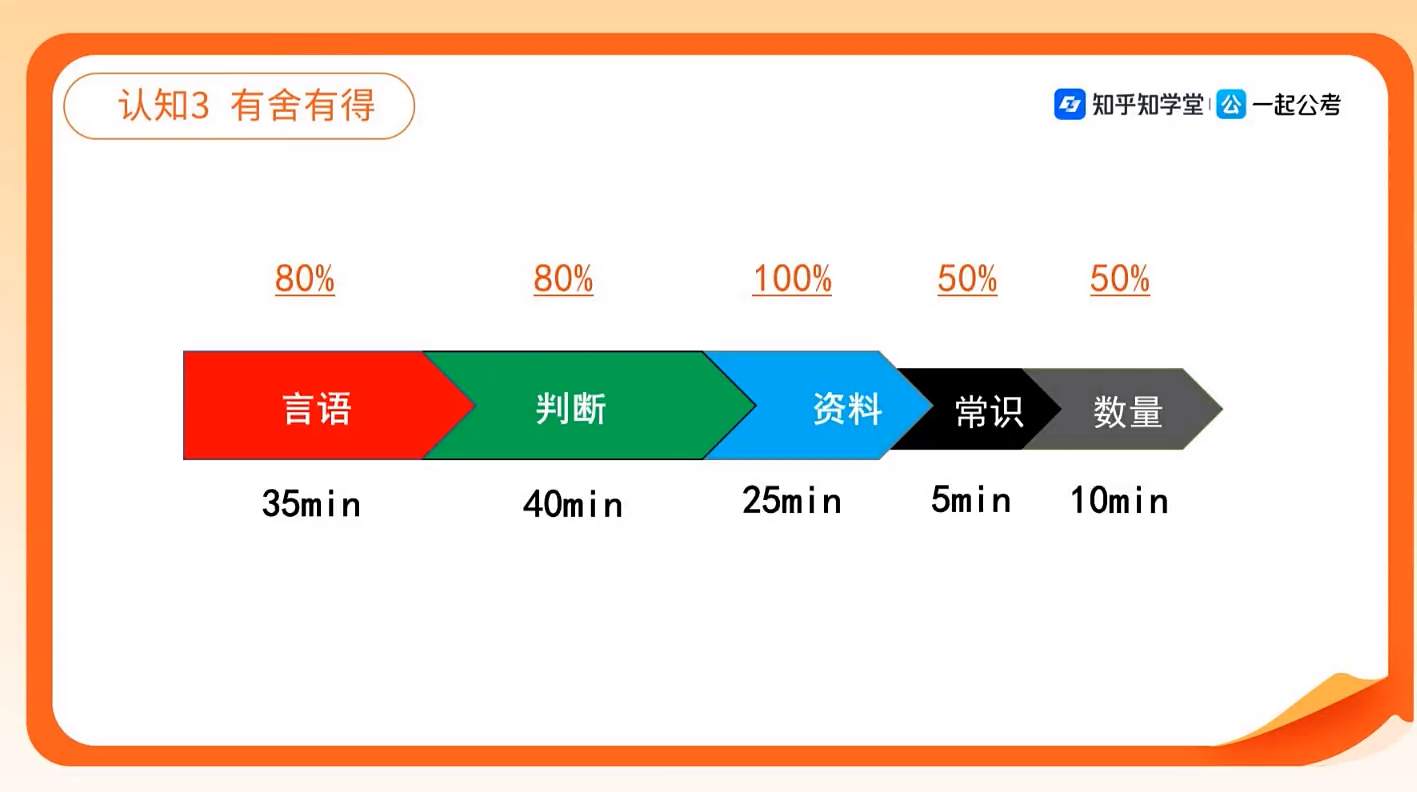 认知3 有舍有得
知乎知学堂 公 一起公考
80% 80% 100% 50% 50%
言语 判断 资料 常识 数量
35min 40min 25min 5min 10min